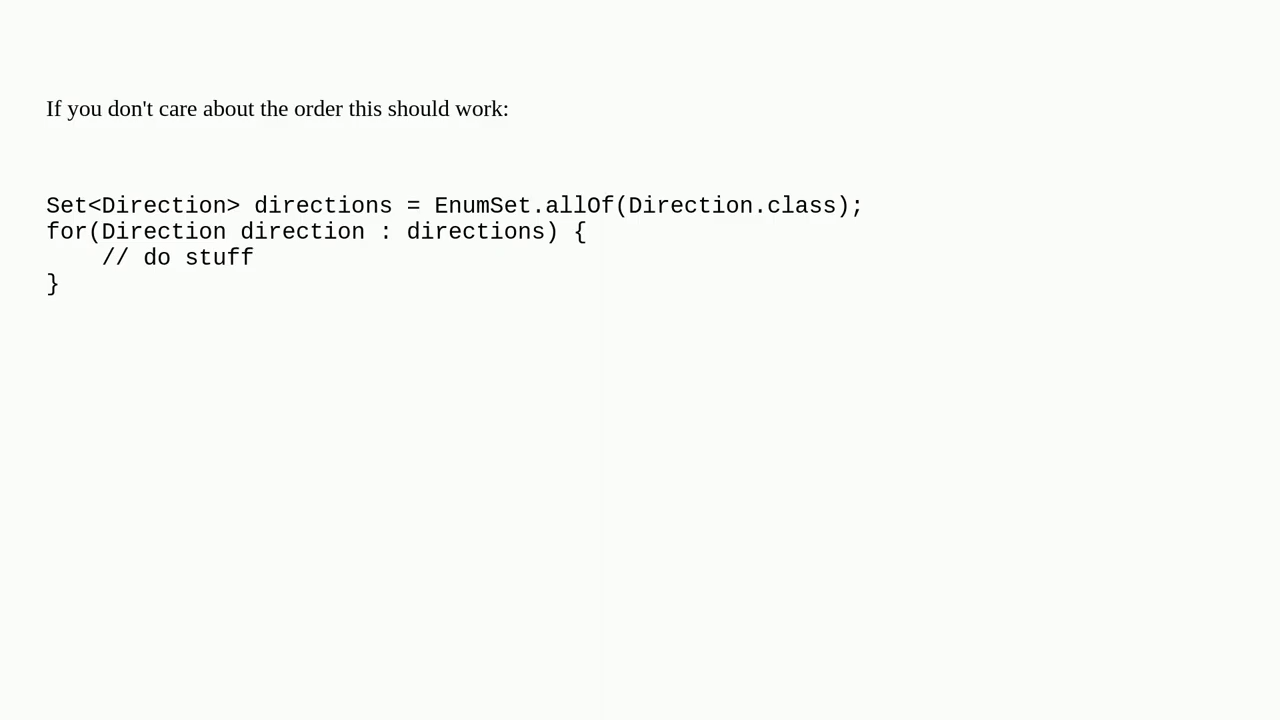 If you don't care about the order this should work:
Set<Direction> directions = EnumSet.allOf(Direction.class);
for(Direction direction : directions) {
    // do stuff
}